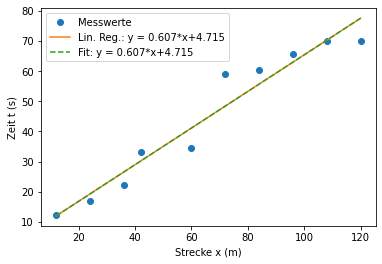 80
70
60
50
40
30
20
10
Zeit t (s)
Messwerte
Lin. Reg.: y = 0.607*x+4.715
Fit: y = 0.607*x+4.715
20 40 60 80 100 120
Strecke x (m)